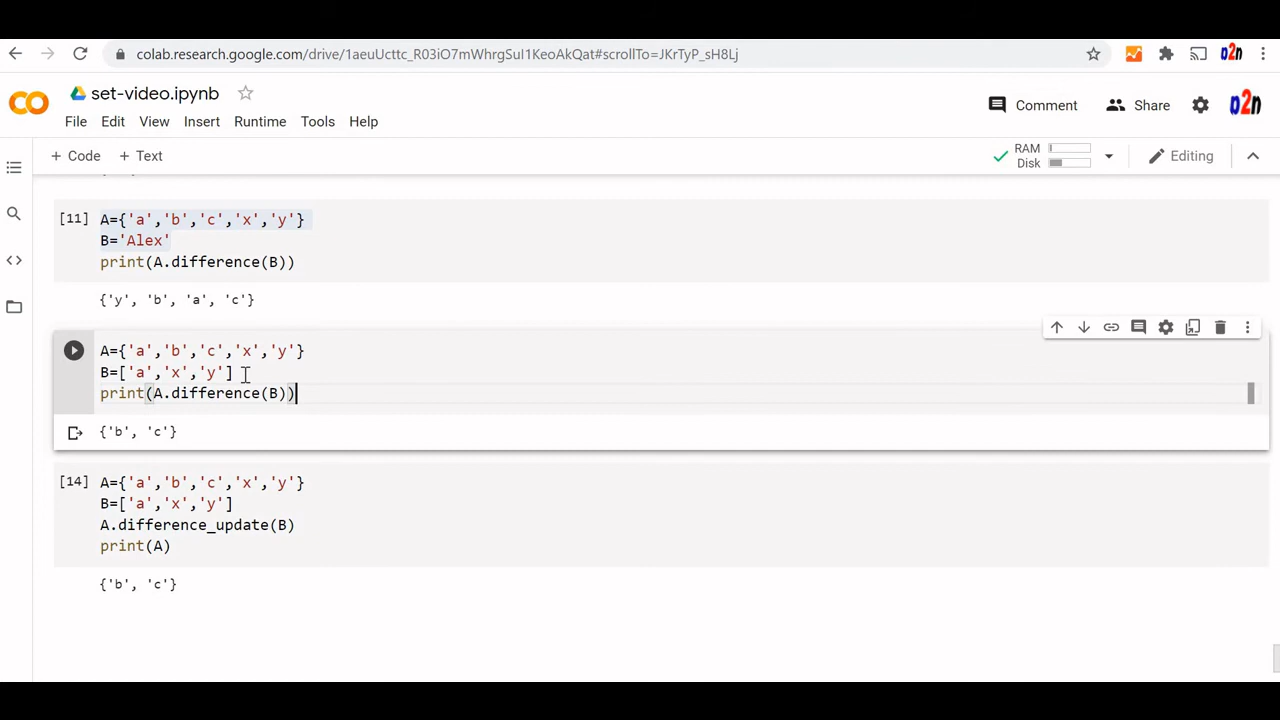 colab.research.google.com/drive/1aeuUcttc_R03iO7mWhrgSuI1KeoAkQat#scrollTo=JKrTyP_sH8Lj
set-video.ipynb
File Edit View Insert Runtime Tools Help
Comment Share
+ Code + Text
RAM
Disk
Editing
[11] A={'a','b','c','x','y'}
B='Alex'
print(A.difference(B))
{'y', 'b', 'a', 'c'}
A={'a','b','c','x','y'}
B=['a','x','y']
print(A.difference(B))
{'b', 'c'}
[14] A={'a','b','c','x','y'}
B=['a','x','y']
A.difference_update(B)
print(A)
{'b', 'c'}